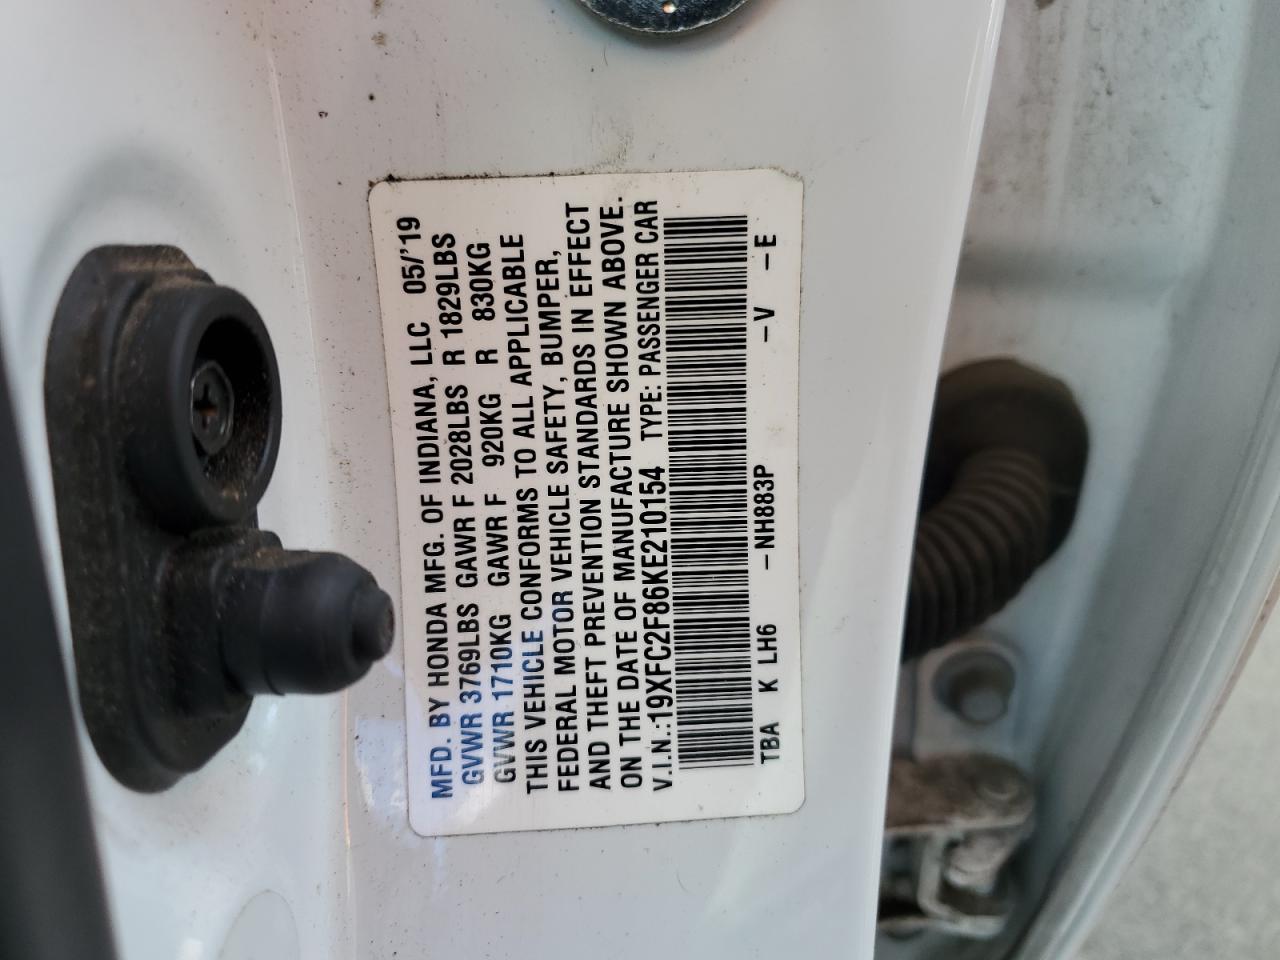 MFD. BY HONDA MFG. OF INDIANA, LLC 05/'19
GVWR 3769LBS GAWR F 2028LBS R 1829LBS
GVWR 1710KG GAWR F 920KG R 830KG
THIS VEHICLE CONFORMS TO ALL APPLICABLE
FEDERAL MOTOR VEHICLE SAFETY, BUMPER,
AND THEFT PREVENTION STANDARDS IN EFFECT
ON THE DATE OF MANUFACTURE SHOWN ABOVE.
V.I.N.:19XFC2F86KE210154 TYPE: PASSENGER CAR
TBA K LH6 –NH883P –V –E